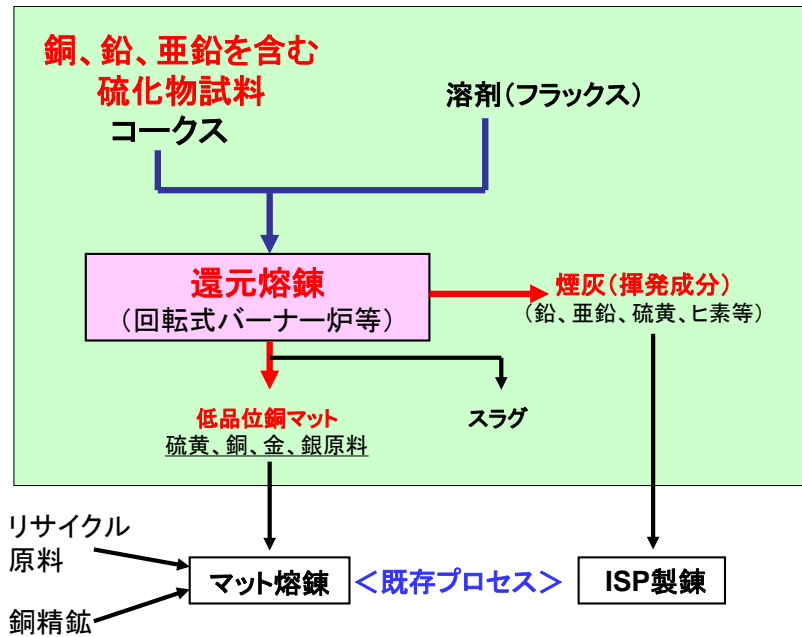 銅、鉛、亜鉛を含む
硫化物試料
コークス
溶剤(フラックス)
還元熔錬
(回転式バーナー炉等)
煙灰(揮発成分)
(鉛、亜鉛、硫黄、ヒ素等)
低品位銅マット
硫黄、銅、金、銀原料
スラグ
リサイクル
原料
銅精鉱
マット熔錬
<既存プロセス>
ISP製錬